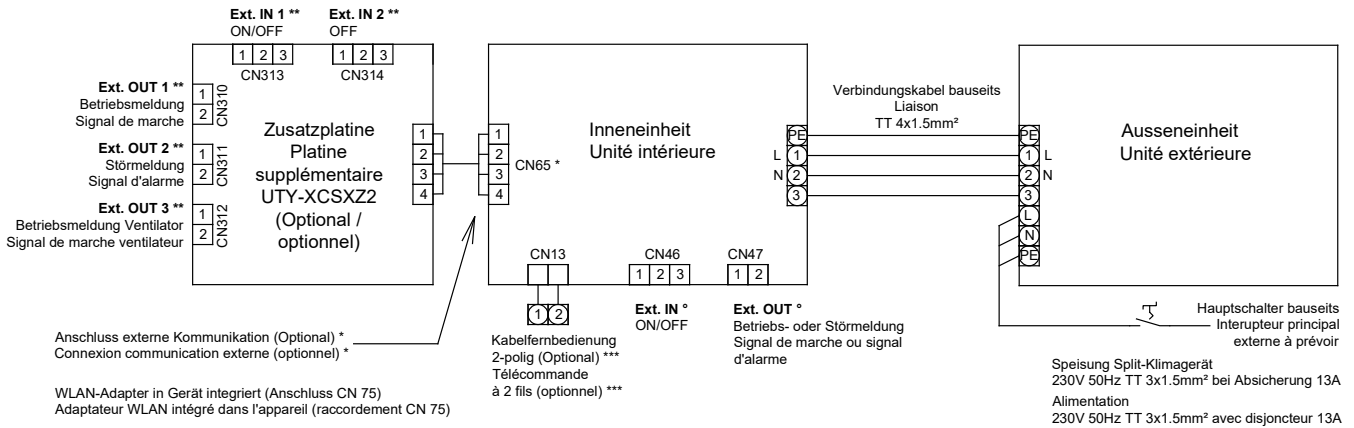 Ext. IN 1 **
ON/OFF
Ext. IN 2 **
OFF
1 2 3
CN313
1 2 3
CN314
Ext. OUT 1 **
Betriebsmeldung
Signal de marche
1
2
CN310
Ext. OUT 2 **
Störmeldung
Signal d'alarme
1
2
CN311
Ext. OUT 3 **
Betriebsmeldung Ventilator
Signal de marche ventilateur
1
2
CN312
Zusatzplatine
Platine
supplémentaire
UTY-XCSXZ2
(Optional /
optionnel)
1
2
3
4
1
2
3
4
CN65 *
Inneneinheit
Unité intérieure
PE
L 1
N 2
3
Verbindungskabel bauseits
Liaison
TT 4x1.5mm²
PE
1 L
2 N
3
L
N
PE
Ausseneinheit
Unité extérieure
CN13
1 2
Kabelfernbedienung
2-polig (Optional) ***
Télécommande
à 2 fils (optionnel) ***
CN46
1 2 3
Ext. IN °
ON/OFF
CN47
1 2
Ext. OUT °
Betriebs- oder Störmeldung
Signal de marche ou signal
d'alarme
Anschluss externe Kommunikation (Optional) *
Connexion communication externe (optionnel) *
WLAN-Adapter in Gerät integriert (Anschluss CN 75)
Adaptateur WLAN intégré dans l'appareil (raccordement CN 75)
Hauptschalter bauseits
Interupteur principal
externe à prévoir
Speisung Split-Klimagerät
230V 50Hz TT 3x1.5mm² bei Absicherung 13A
Alimentation
230V 50Hz TT 3x1.5mm² avec disjoncteur 13A